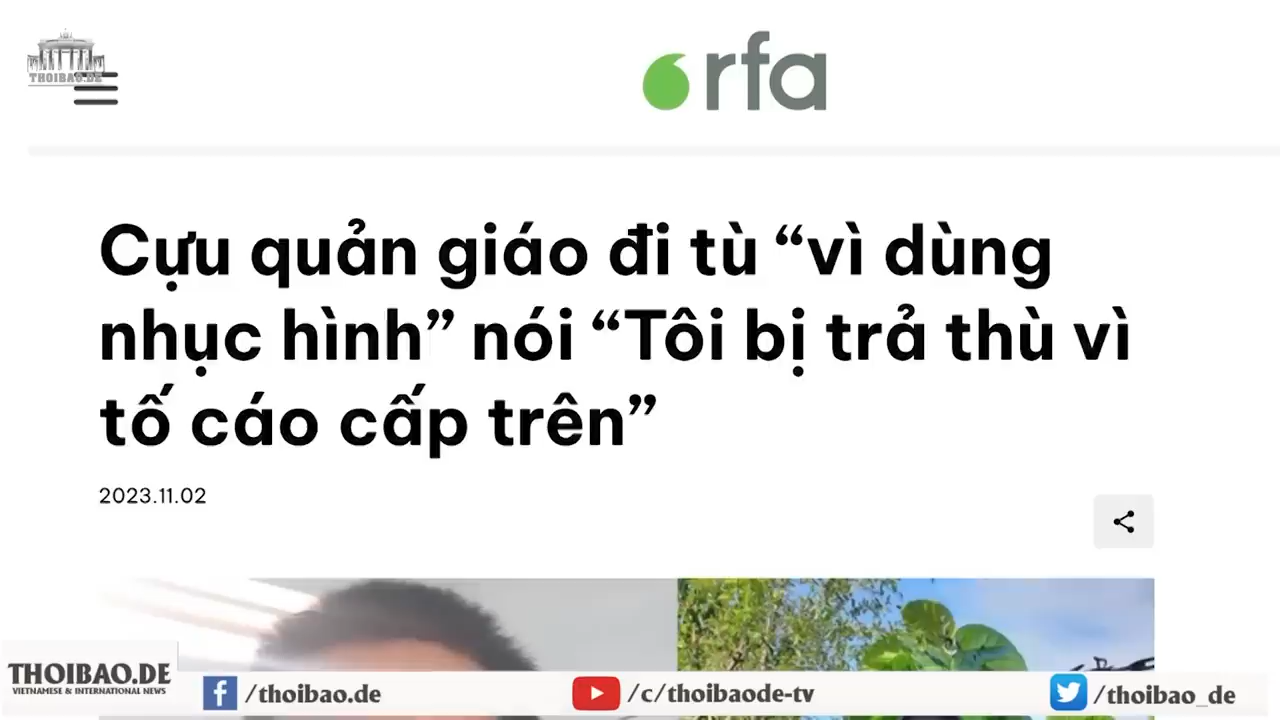 THOIBAO.DE
rfa
Cựu quản giáo đi tù “vì dùng
nhục hình” nói “Tôi bị trả thù vì
tố cáo cấp trên”
2023.11.02
THOIBAO.DE
VIETNAMESE & INTERNATIONAL NEWS
/thoibao.de
/c/thoibaode-tv
/thoibao_de